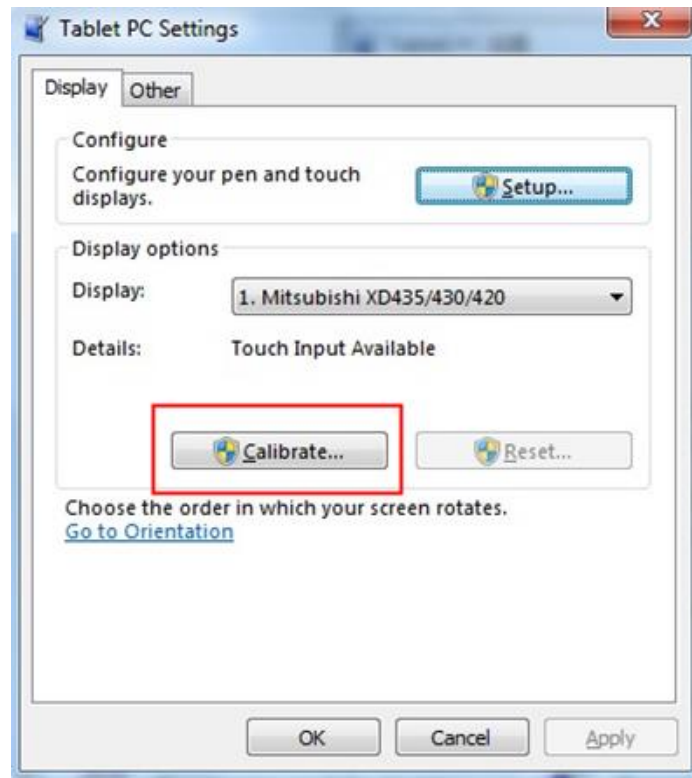 Tablet PC Settings
Display
Other
Configure
Configure your pen and touch
displays.
Setup...
Display options
Display:
1. Mitsubishi XD435/430/420
Details:
Touch Input Available
Calibrate...
Reset...
Choose the order in which your screen rotates.
Go to Orientation
OK
Cancel
Apply